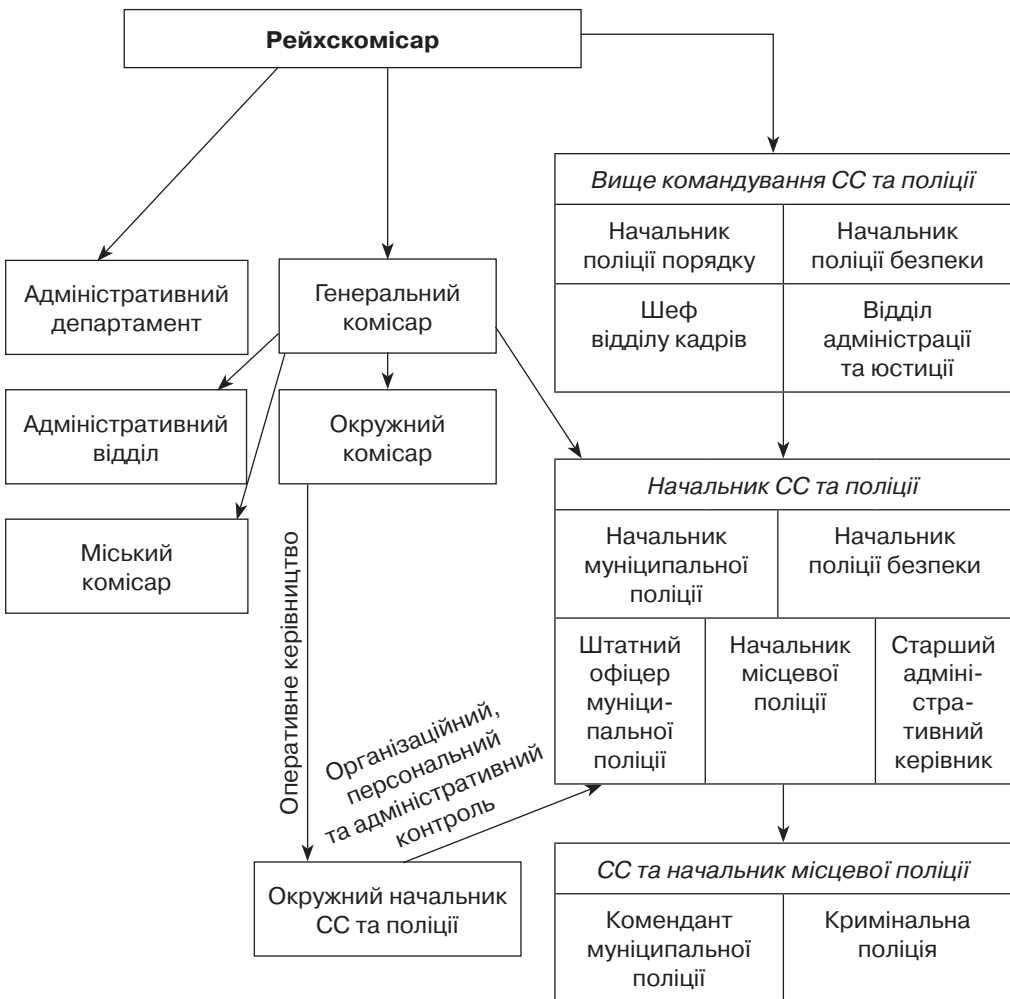 Рейхскомісар
Вище командування СС та поліції
Начальник
поліції порядку
Начальник
поліції безпеки
Шеф
відділу кадрів
Відділ
адміністрації
та юстиції
Адміністративний
департамент
Генеральний
комісар
Адміністративний
відділ
Окружний
комісар
Міський
комісар
Начальник СС та поліції
Начальник
муніципальної
поліції
Начальник
поліції безпеки
Штатний
офіцер
муніци-
пальної
поліції
Начальник
місцевої
поліції
Старший
адміні-
стра-
тивний
керівник
Оперативне керівництво
Організаційний,
персональний
та адміністративний
контроль
Окружний начальник
СС та поліції
СС та начальник місцевої поліції
Комендант
муніципальної
поліції
Кримінальна
поліція